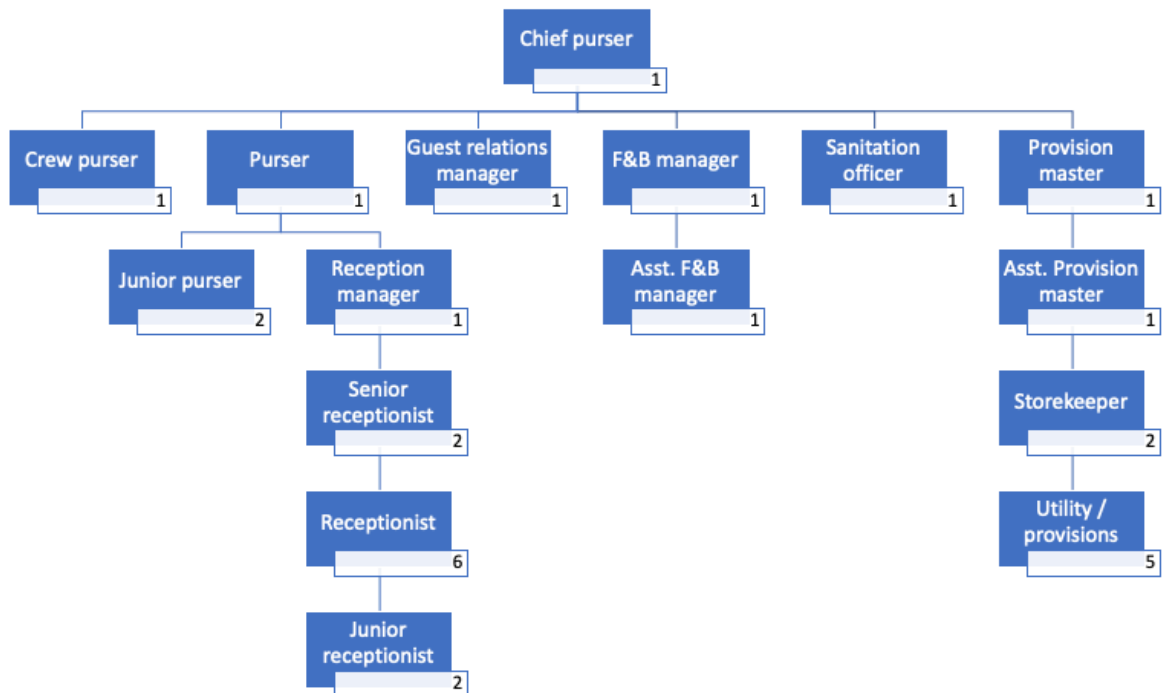 Chief purser
1
Crew purser
1
Purser
1
Guest relations
manager
1
F&B manager
1
Sanitation
officer
1
Provision
master
1
Junior purser
2
Reception
manager
1
Asst. F&B
manager
1
Asst. Provision
master
1
Senior
receptionist
2
Storekeeper
2
Receptionist
6
Utility /
provisions
5
Junior
receptionist
2